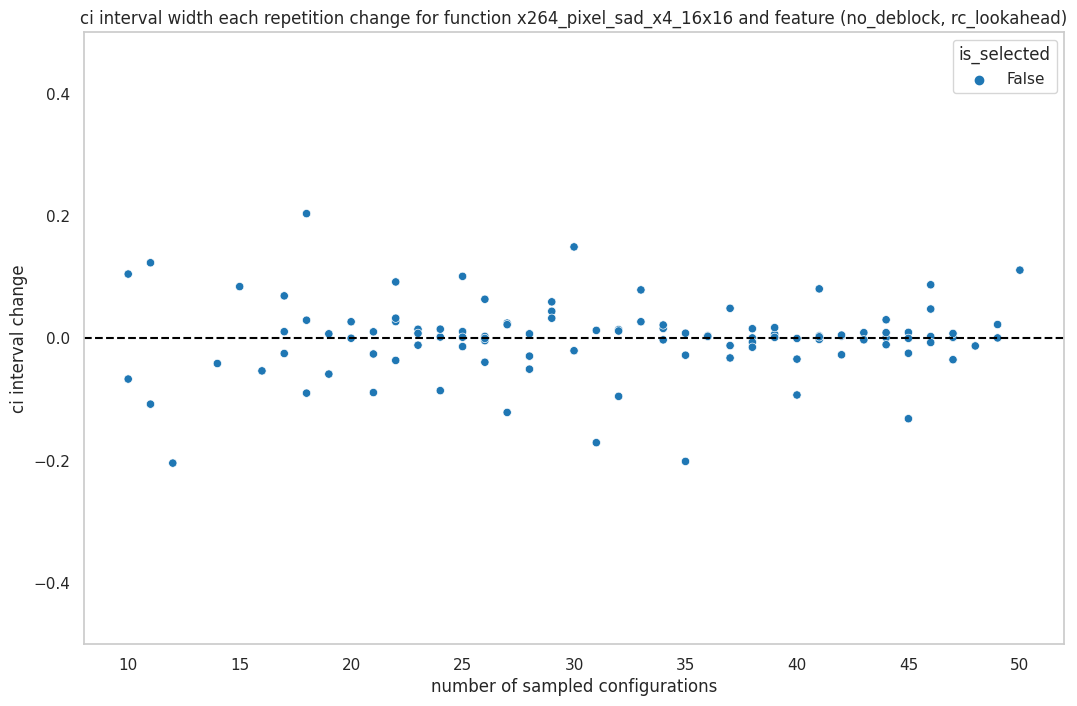 ci interval width each repetition change for function x264_pixel_sad_x4_16x16 and feature (no_deblock, rc_lookahead)
is_selected
False
ci interval change
0.4
0.2
0.0
−0.2
−0.4
10 15 20 25 30 35 40 45 50
number of sampled configurations